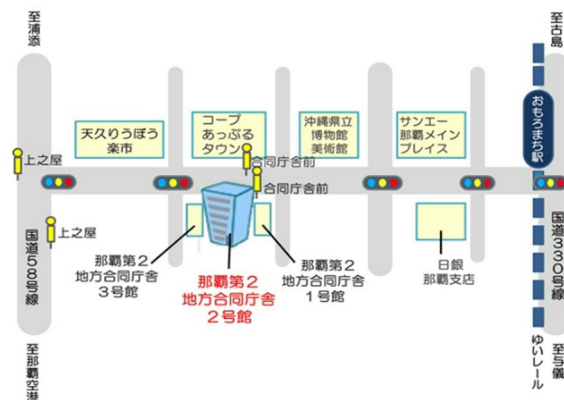 至浦添
至古島
天久りうぼう
楽市
コープ
あっぷる
タウン
沖縄県立
博物館
美術館
サンエー
那覇メイン
プレイス
おもろまち駅
上之屋
合同庁舎前
合同庁舎前
上之屋
国道58号線
国道330号線
那覇第2
地方合同庁舎
3号館
那覇第2
地方合同庁舎
2号館
那覇第2
地方合同庁舎
1号館
日銀
那覇支店
至那覇空港
ゆいレール
至与儀